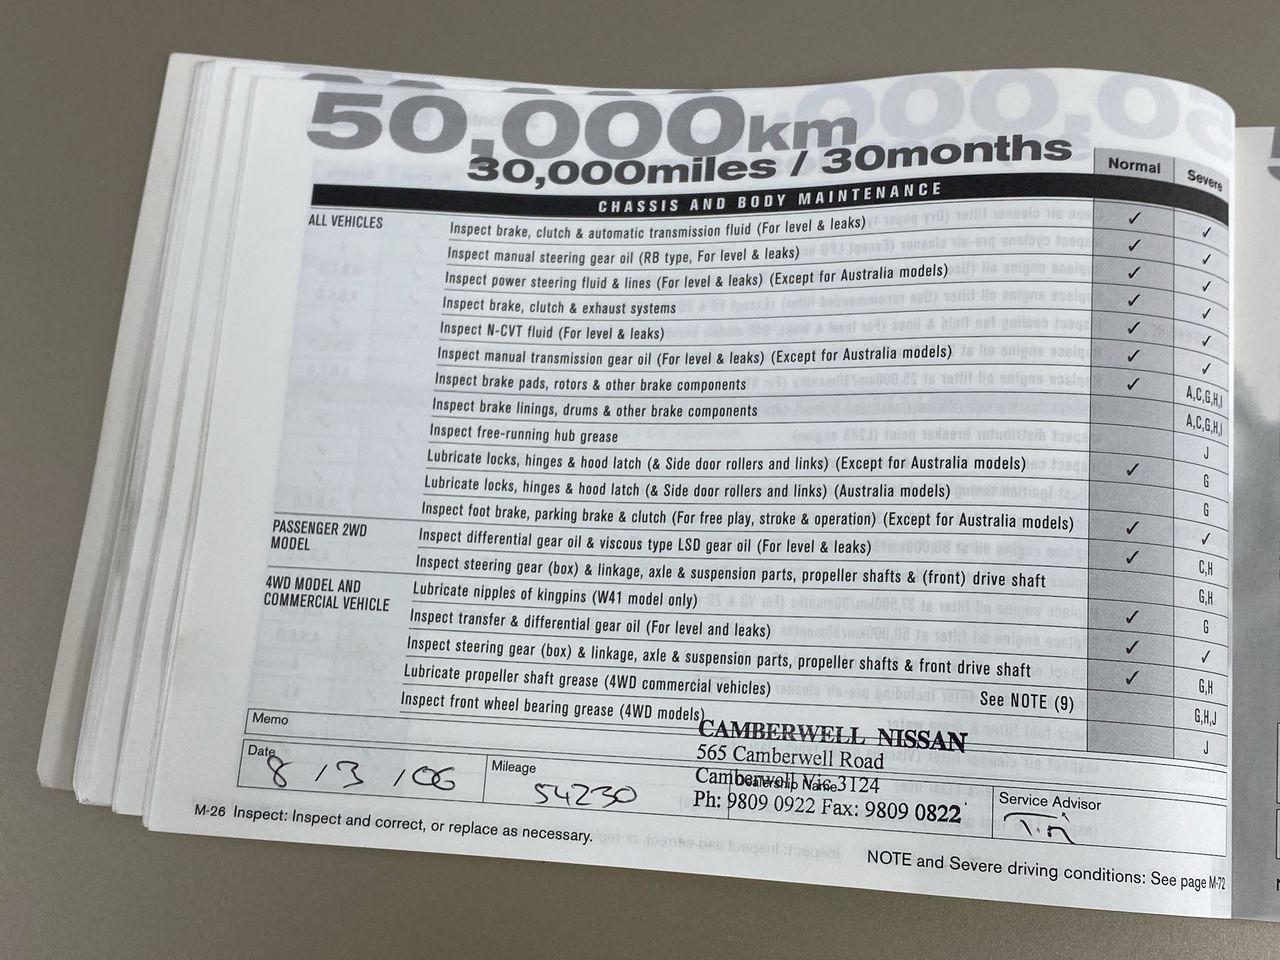 50,000km
30,000miles / 30months
Normal
Severe
CHASSIS AND BODY MAINTENANCE
ALL VEHICLES
Inspect brake, clutch & automatic transmission fluid (For level & leaks) ✓ ✓
Inspect manual steering gear oil (RB type, For level & leaks) ✓ ✓
Inspect power steering fluid & lines (For level & leaks) (Except for Australia models) ✓ ✓
Inspect brake, clutch & exhaust systems ✓ ✓
Inspect N-CVT fluid (For level & leaks) ✓ ✓
Inspect manual transmission gear oil (For level & leaks) (Except for Australia models) ✓ ✓
Inspect brake pads, rotors & other brake components ✓ A,C,G,H,I
Inspect brake linings, drums & other brake components A,C,G,H,I
Inspect free-running hub grease J
Lubricate locks, hinges & hood latch (& Side door rollers and links) (Except for Australia models) ✓ G
Lubricate locks, hinges & hood latch (& Side door rollers and links) (Australia models) G
Inspect foot brake, parking brake & clutch (For free play, stroke & operation) (Except for Australia models) ✓ ✓
PASSENGER 2WD
MODEL
Inspect differential gear oil & viscous type LSD gear oil (For level & leaks) ✓ C,H
Inspect steering gear (box) & linkage, axle & suspension parts, propeller shafts & (front) drive shaft G,H
4WD MODEL AND
COMMERCIAL VEHICLE
Lubricate nipples of kingpins (W41 model only) ✓ G
Inspect transfer & differential gear oil (For level and leaks) ✓ ✓
Inspect steering gear (box) & linkage, axle & suspension parts, propeller shafts & front drive shaft ✓ G,H
Lubricate propeller shaft grease (4WD commercial vehicles) G,H,J
Inspect front wheel bearing grease (4WD models) See NOTE (9) J
Memo
CAMBERWELL NISSAN
565 Camberwell Road
Camberwell Vic 3124
Ph: 9809 0922 Fax: 9809 0822
Date
8 / 3 / 06
Mileage
54230
Dealership Name
Service Advisor
M-26 Inspect: Inspect and correct, or replace as necessary.
NOTE and Severe driving conditions: See page M-72